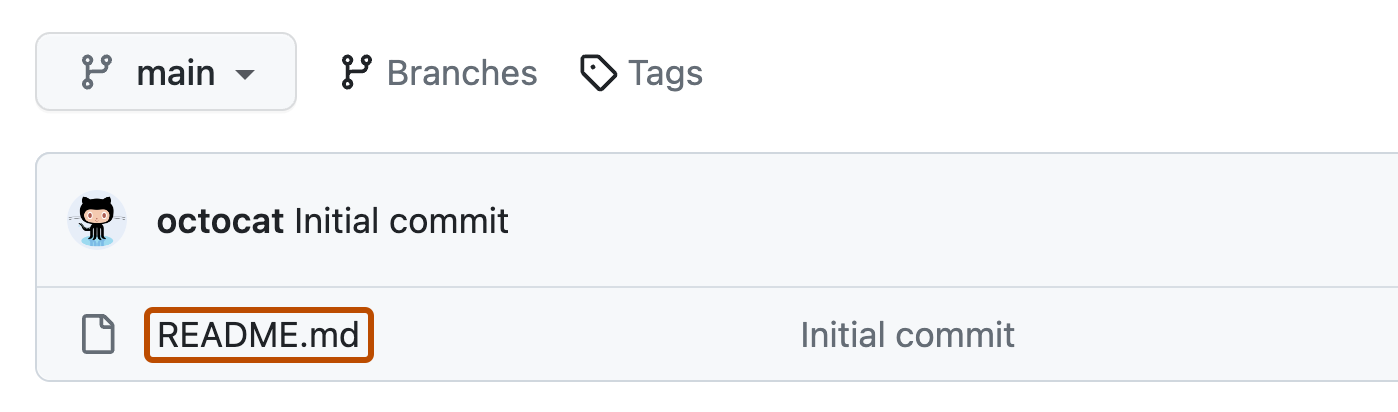 main Branches Tags
octocat Initial commit
README.md Initial commit